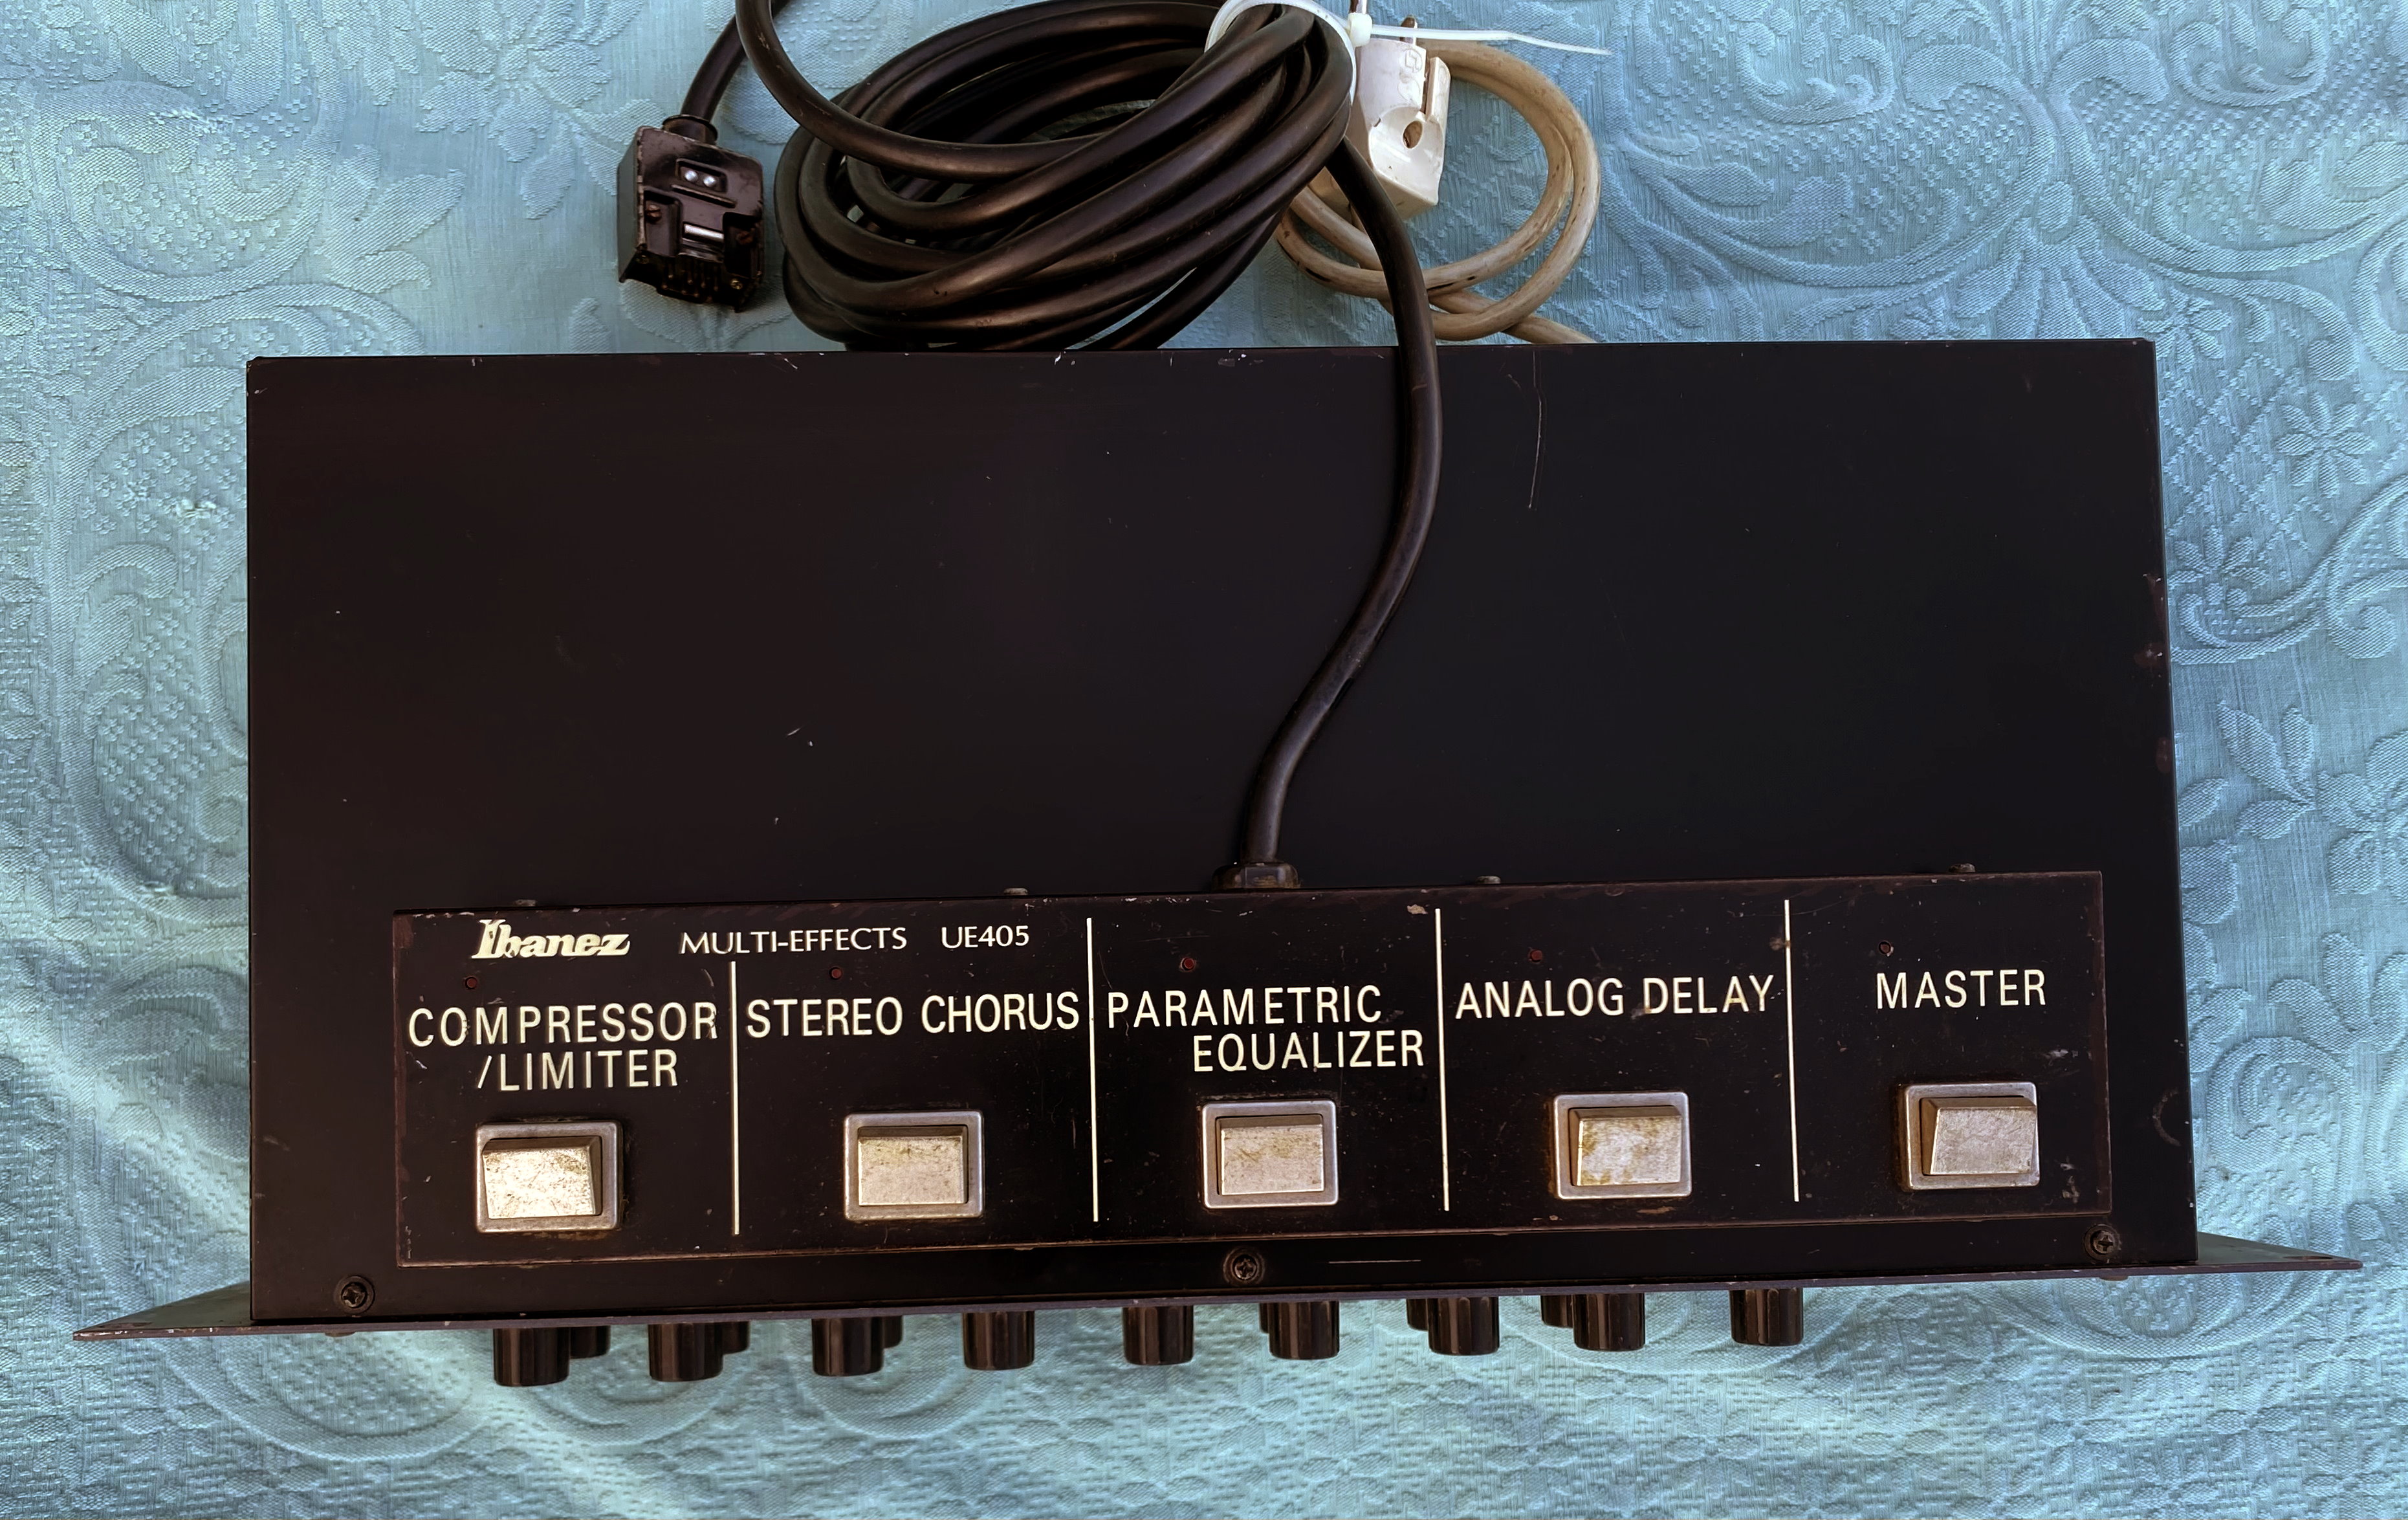 Ibanez MULTI-EFFECTS UE405
COMPRESSOR
/LIMITER
STEREO CHORUS
PARAMETRIC
EQUALIZER
ANALOG DELAY
MASTER